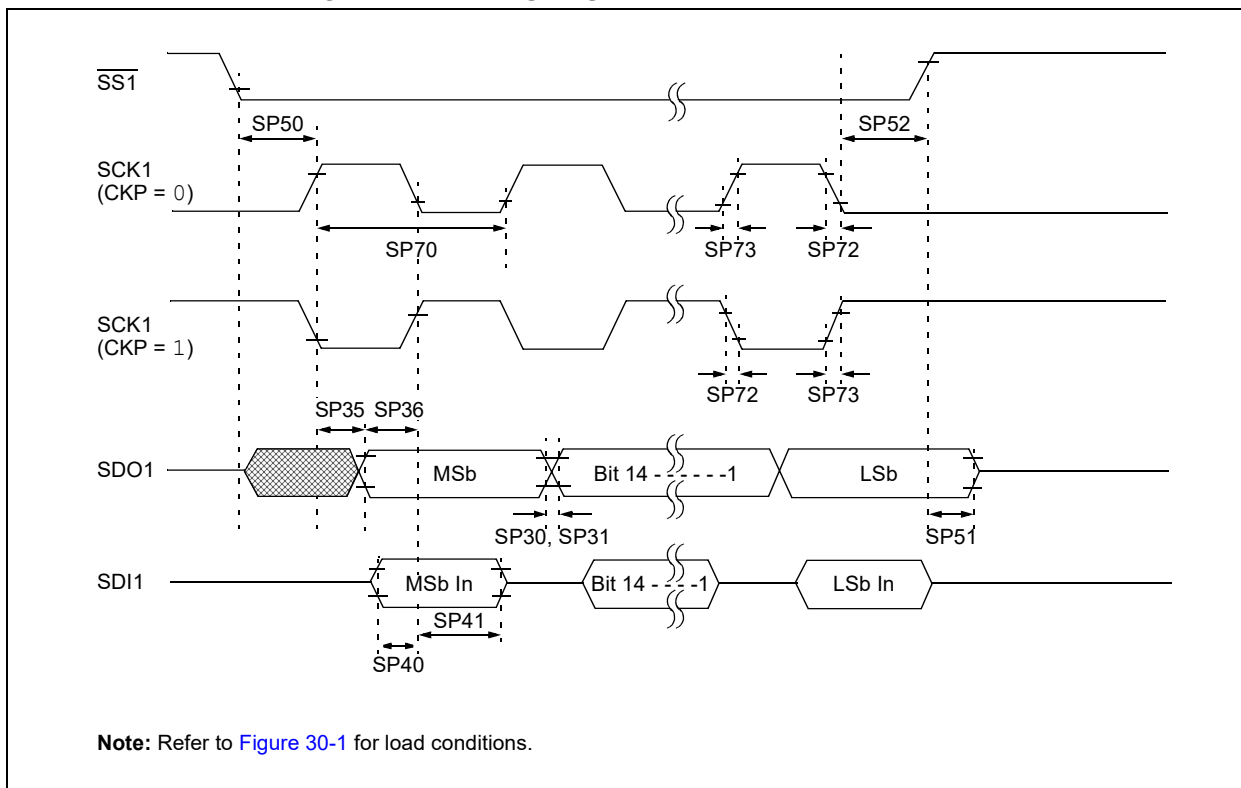 SS1
SP50
SP52
SCK1
(CKP = 0)
SP70
SP73
SP72
SCK1
(CKP = 1)
SP72
SP73
SP35 SP36
SDO1
MSb
Bit 14 - - - - - -1
LSb
SP30, SP31
SP51
SDI1
MSb In
Bit 14 - - - -1
LSb In
SP41
SP40
Note: Refer to Figure 30-1 for load conditions.